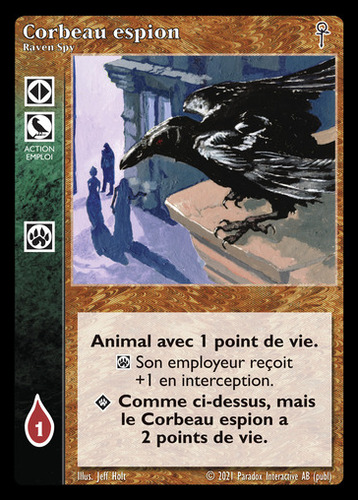 Corbeau espion
Raven Spy
ACTION
EMPLOI
Animal avec 1 point de vie.
Son employeur reçoit
+1 en interception.
Comme ci-dessus, mais
le Corbeau espion a
2 points de vie.
1
Illus. Jeff Holt © 2021 Paradox Interactive AB (publ)